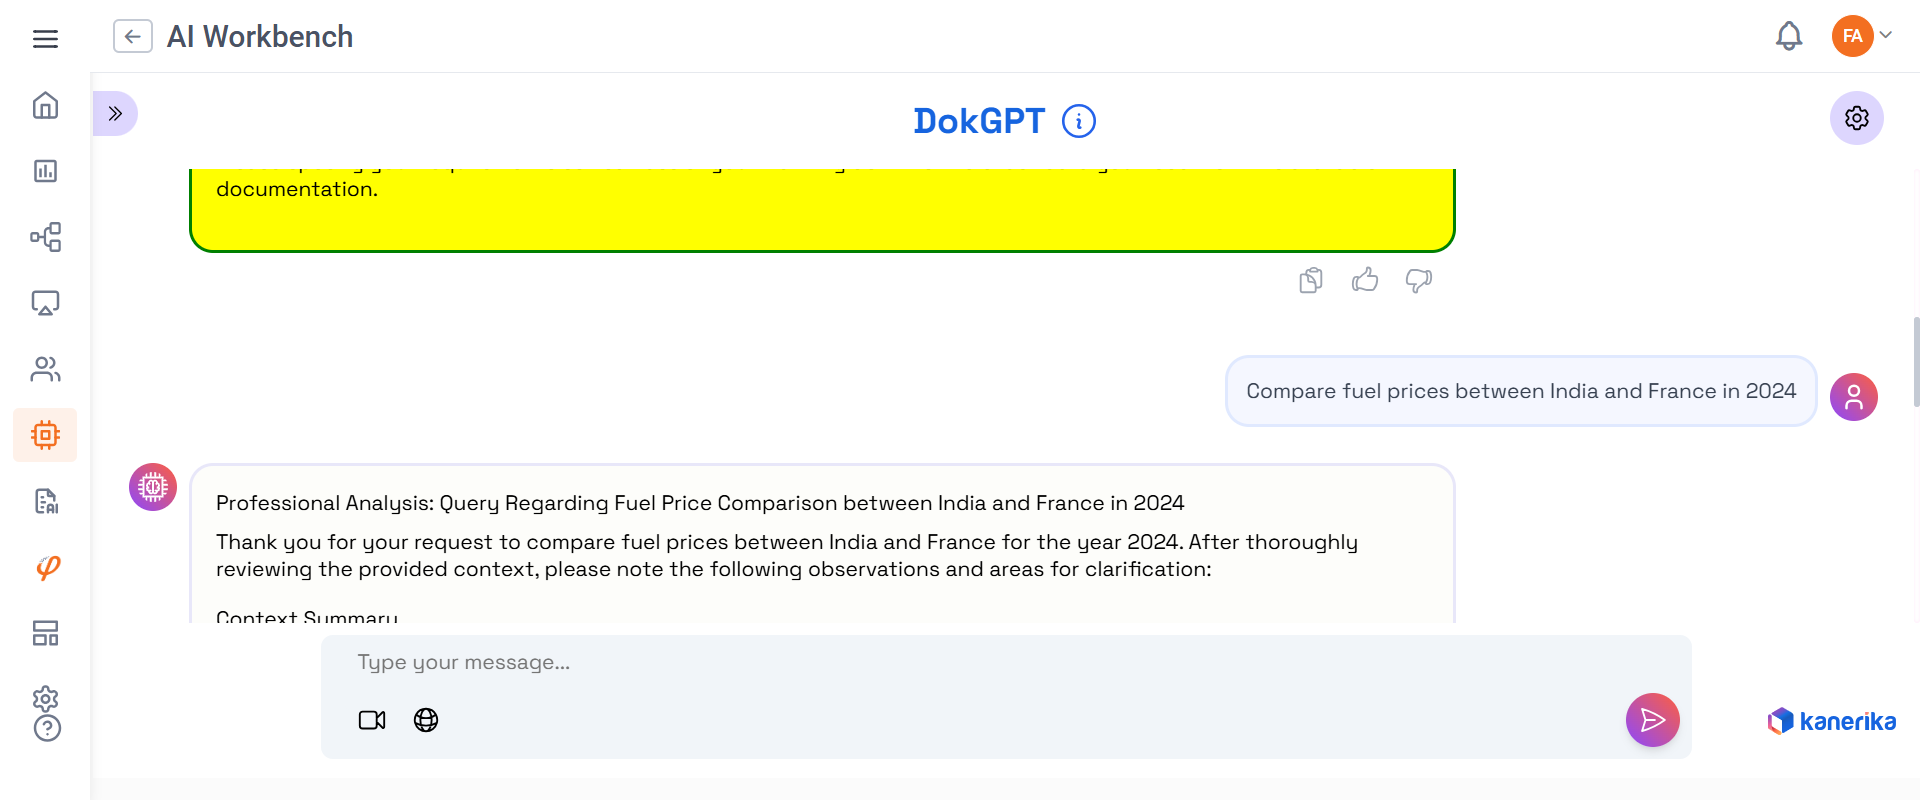 AI Workbench
FA
DokGPT
documentation.
Compare fuel prices between India and France in 2024
Professional Analysis: Query Regarding Fuel Price Comparison between India and France in 2024
Thank you for your request to compare fuel prices between India and France for the year 2024. After thoroughly
reviewing the provided context, please note the following observations and areas for clarification:
Context Summary
Type your message...
kanerika